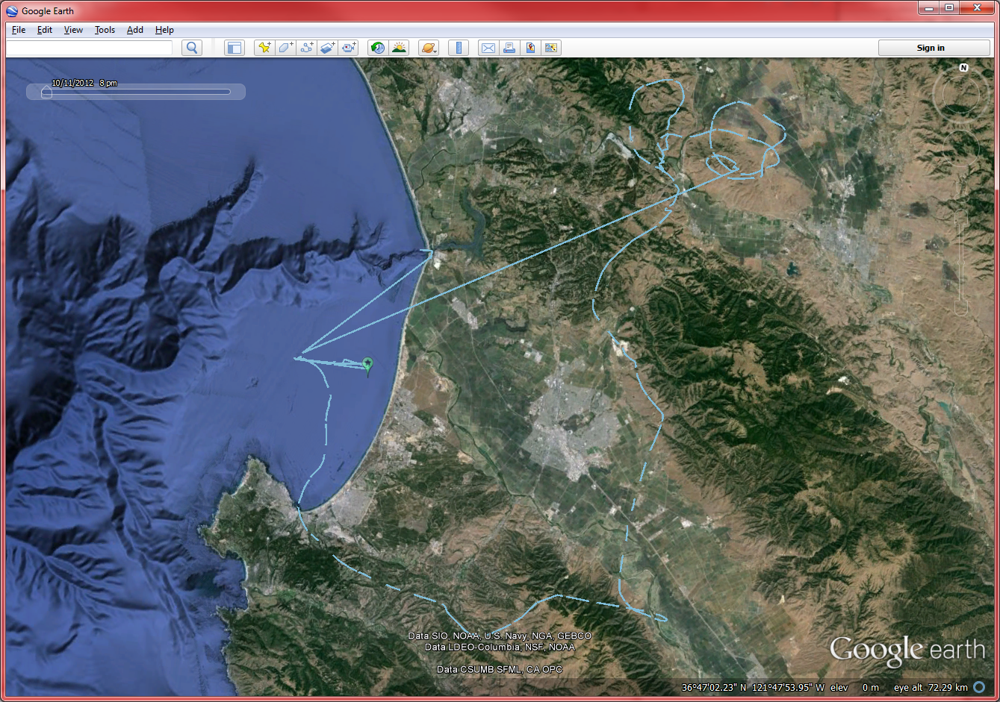 Google Earth
File Edit View Tools Add Help
Sign in
10/11/2012 8 pm
N
Data SIO, NOAA, U.S. Navy, NGA, GEBCO
Data LDEO-Columbia, NSF, NOAA
Data CSUMB SFML, CA OPC
Google earth
36°47'02.23" N 121°47'53.95" W elev 0 m eye alt 72.29 km